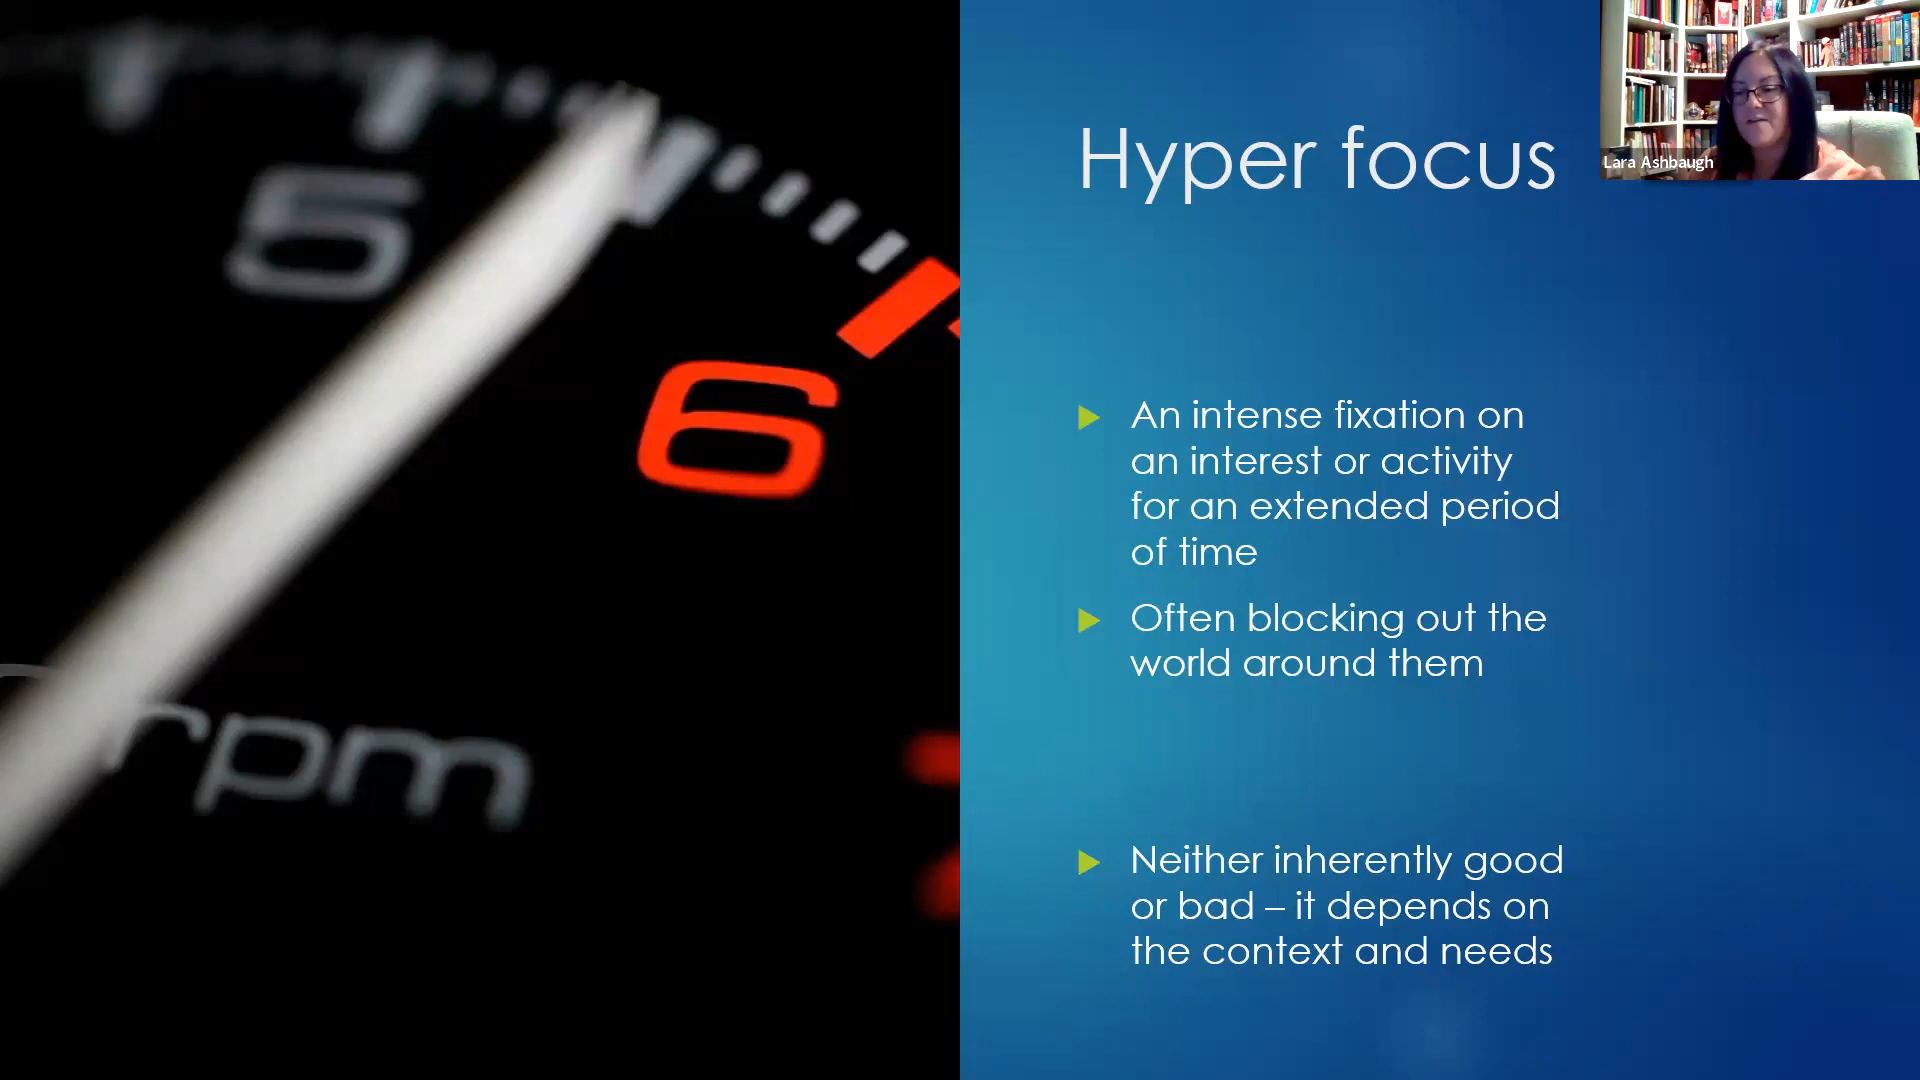 5
6
rpm
Hyper focus
Lara Ashbaugh
An intense fixation on
an interest or activity
for an extended period
of time
Often blocking out the
world around them
Neither inherently good
or bad – it depends on
the context and needs